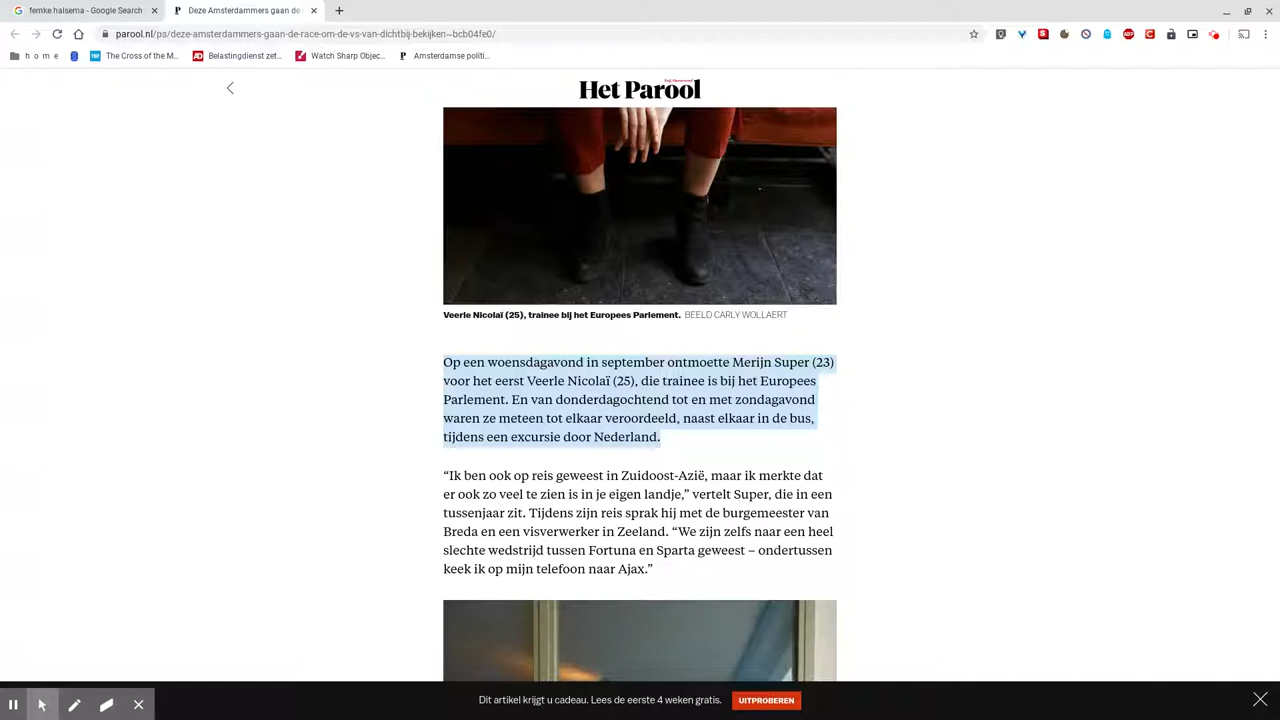 femke halsema - Google Search
Deze Amsterdammers gaan de
parool.nl/ps/deze-amsterdammers-gaan-de-race-om-de-vs-van-dichtbij-bekijken~bcb04fe0/
h o m e
The Cross of the M...
Belastingdienst zet...
Watch Sharp Objec...
Amsterdamse politi...
Het Parool
Veerle Nicolaï (25), trainee bij het Europees Parlement. BEELD CARLY WOLLAERT
Op een woensdagavond in september ontmoette Merijn Super (23)
voor het eerst Veerle Nicolaï (25), die trainee is bij het Europees
Parlement. En van donderdagochtend tot en met zondagavond
waren ze meteen tot elkaar veroordeeld, naast elkaar in de bus,
tijdens een excursie door Nederland.
“Ik ben ook op reis geweest in Zuidoost-Azië, maar ik merkte dat
er ook zo veel te zien is in je eigen landje,” vertelt Super, die in een
tussenjaar zit. Tijdens zijn reis sprak hij met de burgemeester van
Breda en een visverwerker in Zeeland. “We zijn zelfs naar een heel
slechte wedstrijd tussen Fortuna en Sparta geweest – ondertussen
keek ik op mijn telefoon naar Ajax.”
Dit artikel krijgt u cadeau. Lees de eerste 4 weken gratis.
UITPROBEREN